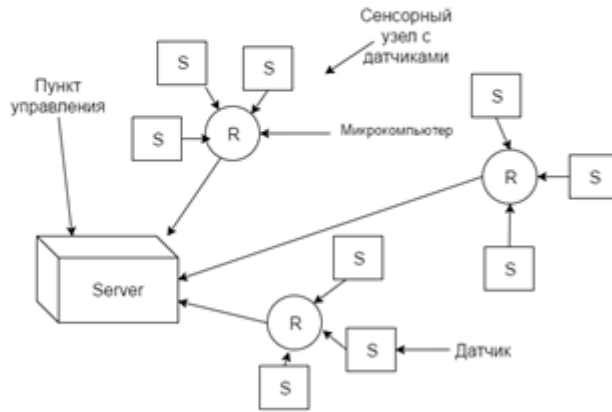 Сенсорный
узел с
датчиками
S
S
Пункт
управления
S
R
Микрокомпьютер
S
R
S
S
S
Server
R
S
Датчик
S